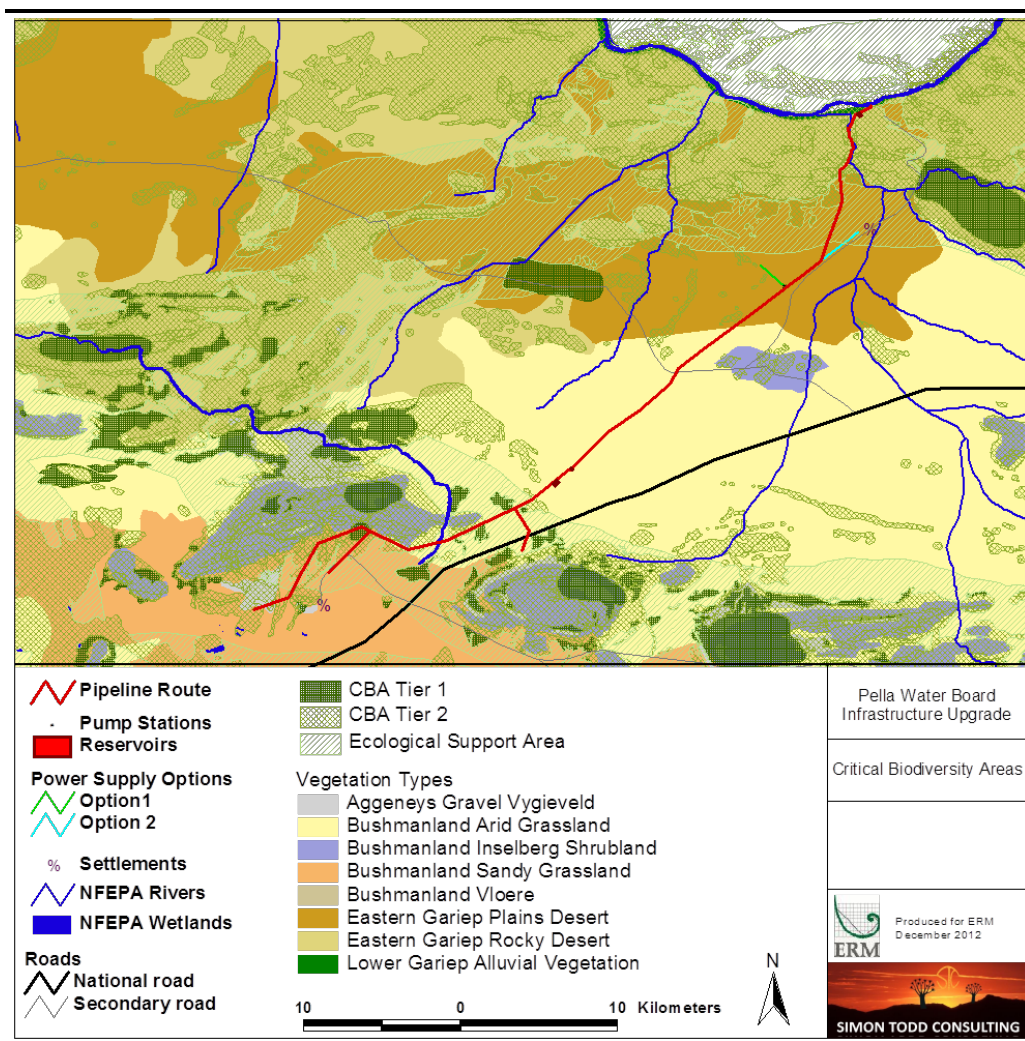 %
%
Pipeline Route
Pump Stations
Reservoirs
Power Supply Options
Option1
Option 2
% Settlements
NFEPA Rivers
NFEPA Wetlands
Roads
National road
Secondary road
CBA Tier 1
CBA Tier 2
Ecological Support Area
Vegetation Types
Aggeneys Gravel Vygieveld
Bushmanland Arid Grassland
Bushmanland Inselberg Shrubland
Bushmanland Sandy Grassland
Bushmanland Vloere
Eastern Gariep Plains Desert
Eastern Gariep Rocky Desert
Lower Gariep Alluvial Vegetation
10 0 10 Kilometers
N
Pella Water Board
Infrastructure Upgrade
Critical Biodiversity Areas
ERM
Produced for ERM
December 2012
SIMON TODD CONSULTING